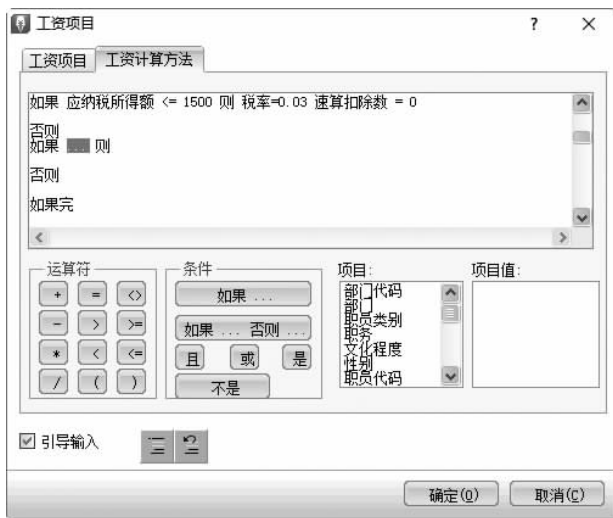 工资项目 ? ×
工资项目 工资计算方法
如果 应纳税所得额 <= 1500 则 税率=0.03 速算扣除数 = 0
否则
如果 ... 则
否则
如果完
运算符
+ = <>
- > >=
* < <=
/ ( )
条件
如果 ...
如果 ... 否则 ...
且 或 是
不是
项目:
部门代码
部门
职员类别
职务
文化程度
性别
职员代码
项目值:
引导输入
确定(O) 取消(C)